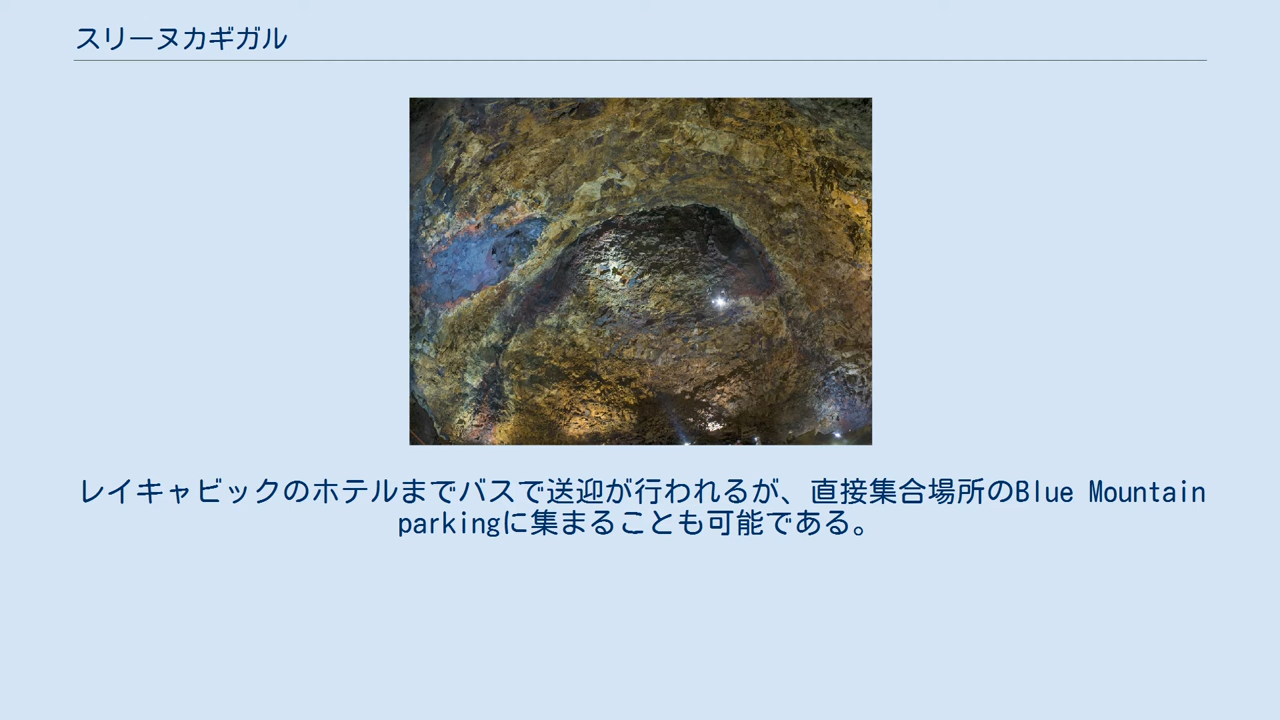 スリーヌカギガル
レイキャビックのホテルまでバスで送迎が行われるが、直接集合場所のBlue Mountain
parkingに集まることも可能である。